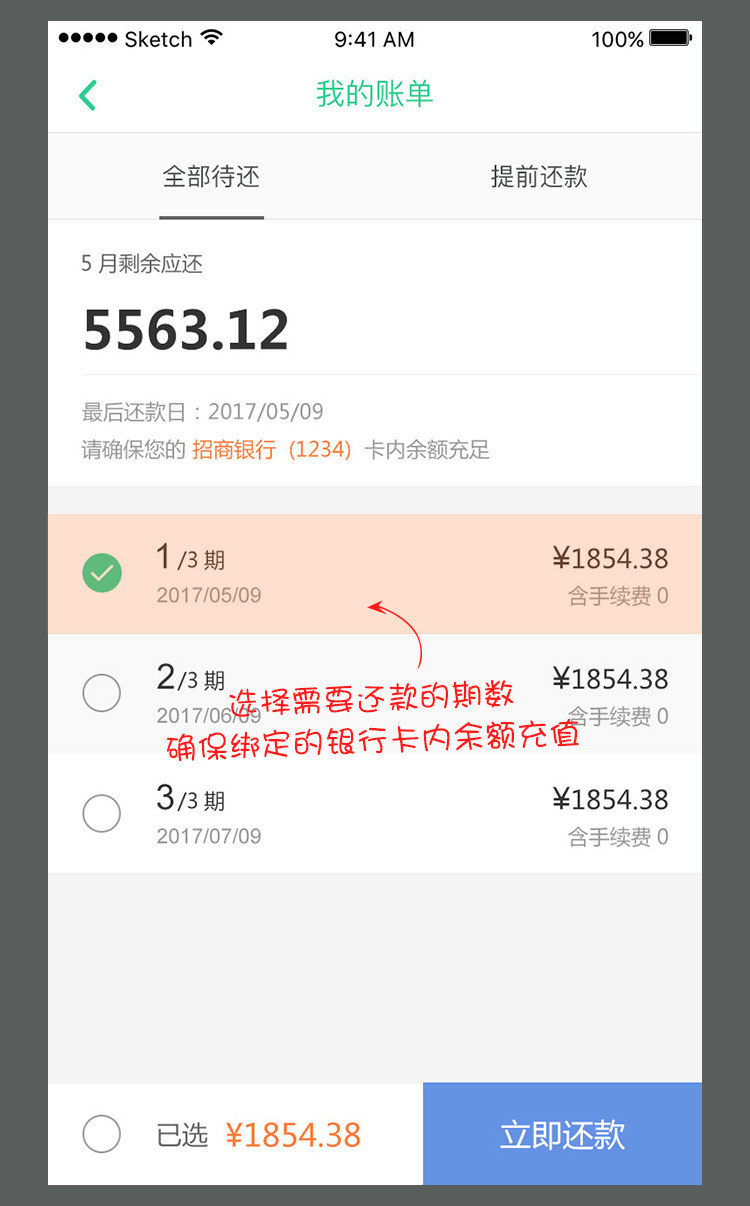 Sketch 9:41 AM 100%
我的账单
全部待还 提前还款
5 月剩余应还
5563.12
最后还款日：2017/05/09
请确保您的 招商银行（1234）卡内余额充足
1/3 期 ¥1854.38
2017/05/09 含手续费 0
2/3 期 ¥1854.38
选择需要还款的期数
2017/06/09 含手续费 0
确保绑定的银行卡内余额充值
3/3 期 ¥1854.38
2017/07/09 含手续费 0
已选 ¥1854.38 立即还款